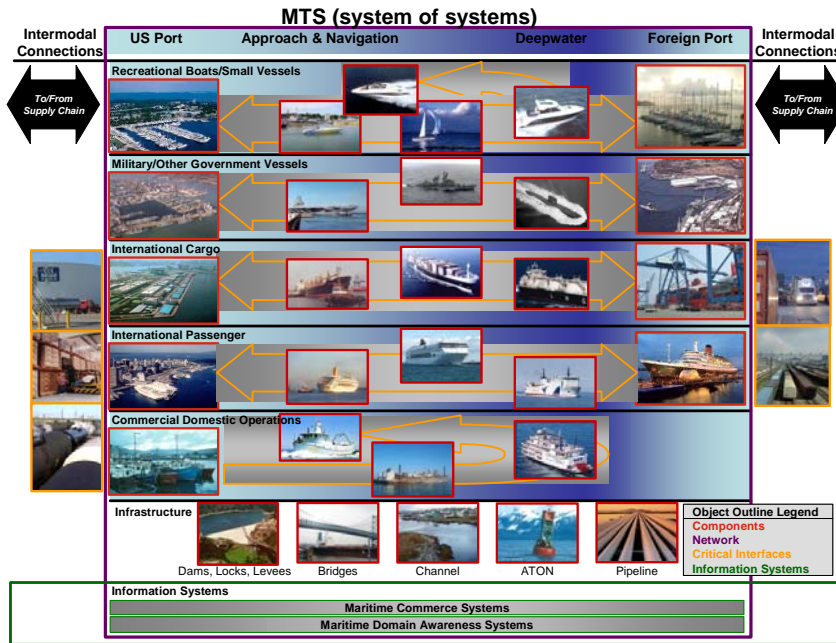 MTS (system of systems)
Intermodal
Connections
US Port
Approach & Navigation
Deepwater
Foreign Port
Intermodal
Connections
To/From
Supply Chain
To/From
Supply Chain
Recreational Boats/Small Vessels
Military/Other Government Vessels
International Cargo
International Passenger
Commercial Domestic Operations
Infrastructure
Dams, Locks, Levees
Bridges
Channel
ATON
Pipeline
Object Outline Legend
Components
Network
Critical Interfaces
Information Systems
Information Systems
Maritime Commerce Systems
Maritime Domain Awareness Systems